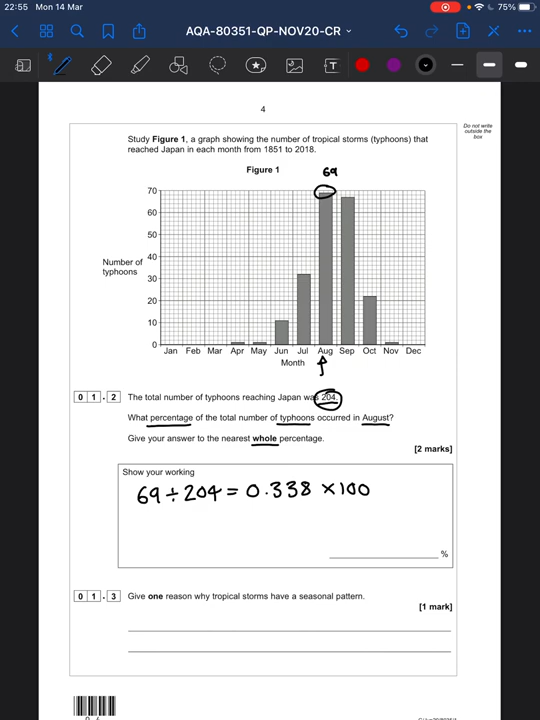 22:55 Mon 14 Mar
75%
AQA-80351-QP-NOV20-CR
T
4
Do not write
outside the
box
Study Figure 1, a graph showing the number of tropical storms (typhoons) that
reached Japan in each month from 1851 to 2018.
Figure 1
69
70
60
50
40
30
20
10
0
Number of
typhoons
Jan Feb Mar Apr May Jun Jul Aug Sep Oct Nov Dec
Month
0 1 . 2 The total number of typhoons reaching Japan was 204.
What percentage of the total number of typhoons occurred in August?
Give your answer to the nearest whole percentage.
[2 marks]
Show your working
69 ÷ 204 = 0.338 ×100
%
0 1 . 3 Give one reason why tropical storms have a seasonal pattern.
[1 mark]